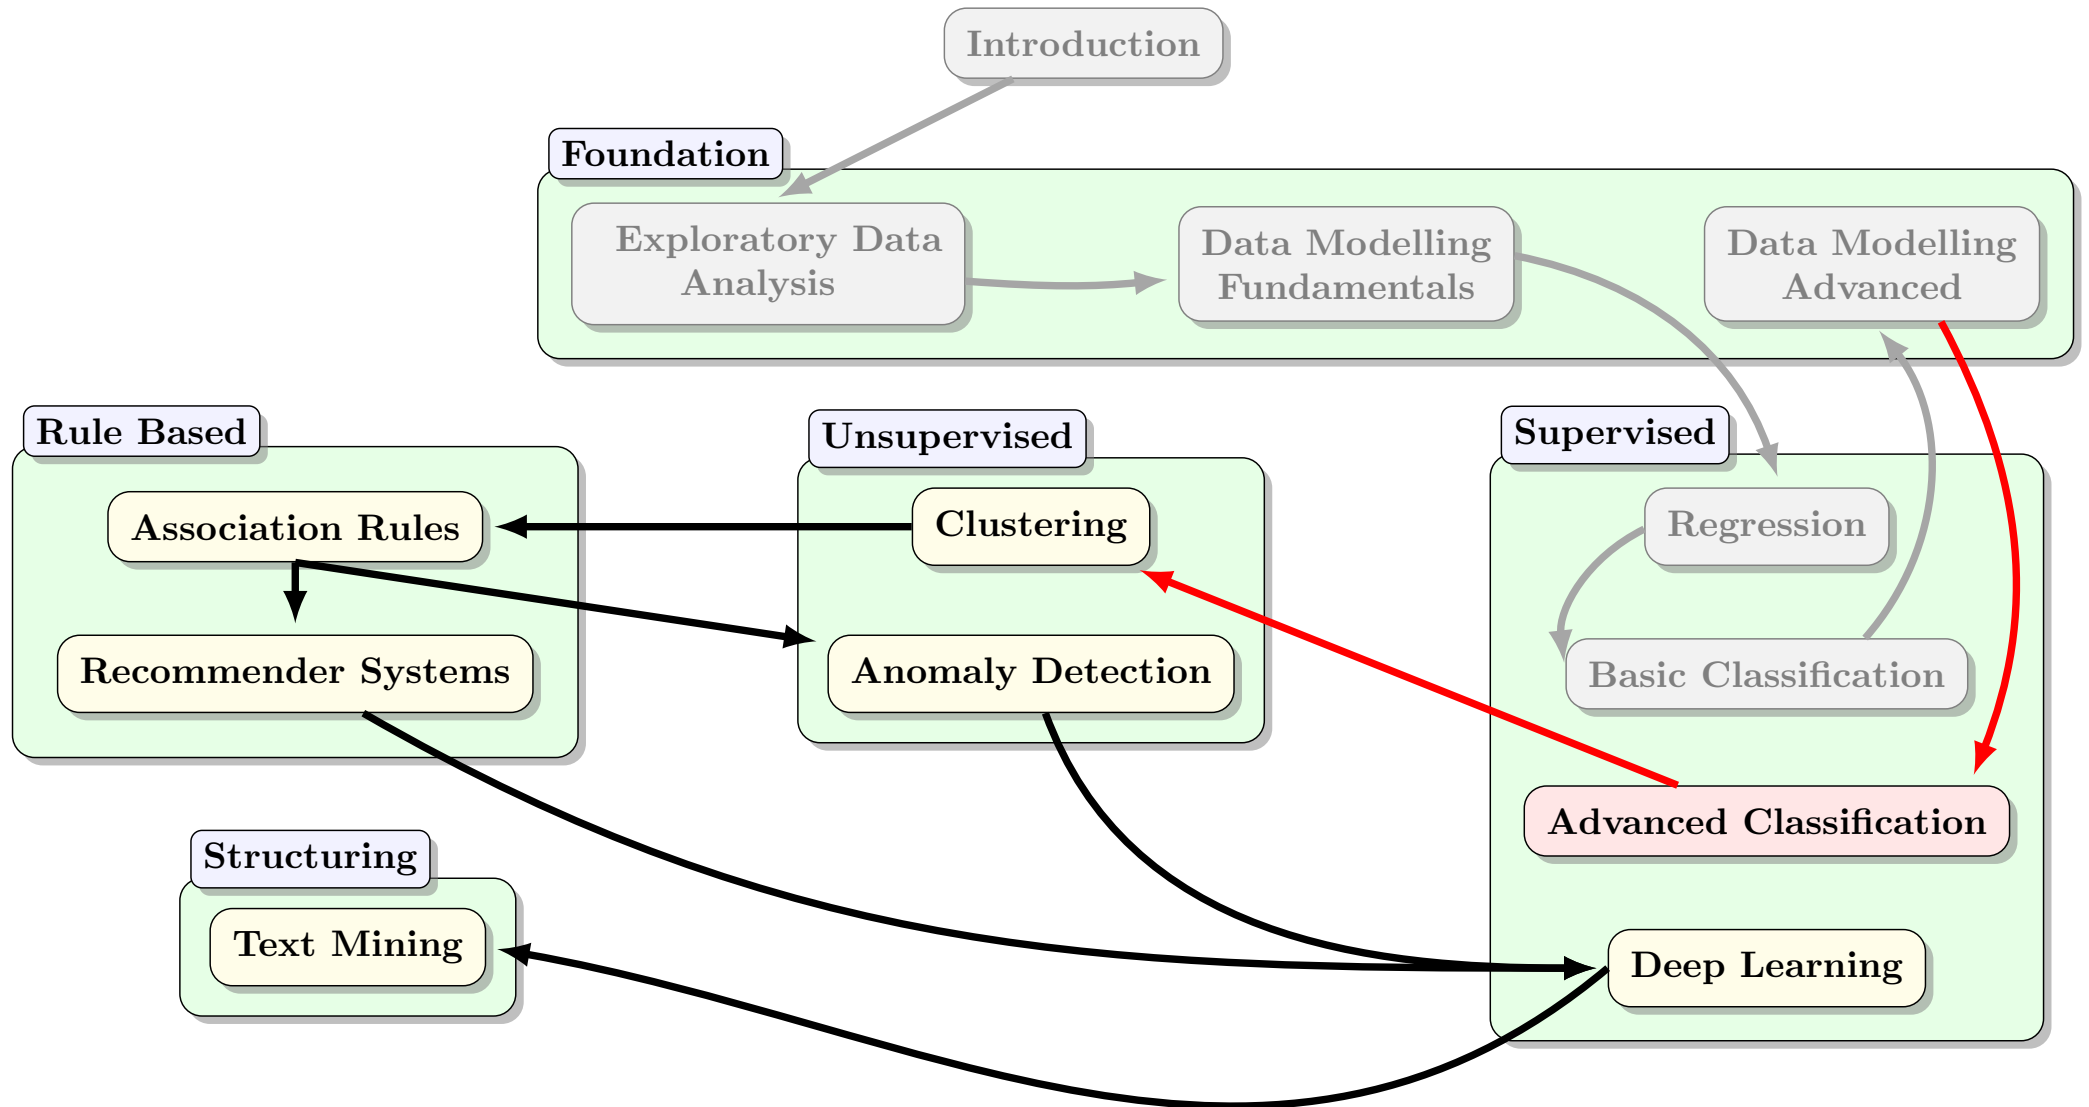 Introduction
Foundation
Exploratory Data
Analysis
Data Modelling
Fundamentals
Data Modelling
Advanced
Rule Based
Association Rules
Recommender Systems
Unsupervised
Clustering
Anomaly Detection
Supervised
Regression
Basic Classification
Advanced Classification
Deep Learning
Structuring
Text Mining